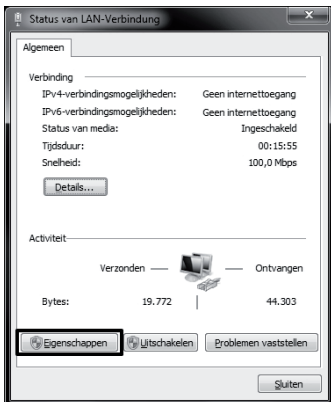 Status van LAN-Verbindung
Algemeen
Verbinding
IPv4-verbindingsmogelijkheden: Geen internettoegang
IPv6-verbindingsmogelijkheden: Geen internettoegang
Status van media: Ingeschakeld
Tijdsduur: 00:15:55
Snelheid: 100,0 Mbps
Details...
Activiteit
Verzonden Ontvangen
Bytes: 19.772 44.303
Eigenschappen Uitschakelen Problemen vaststellen
Sluiten